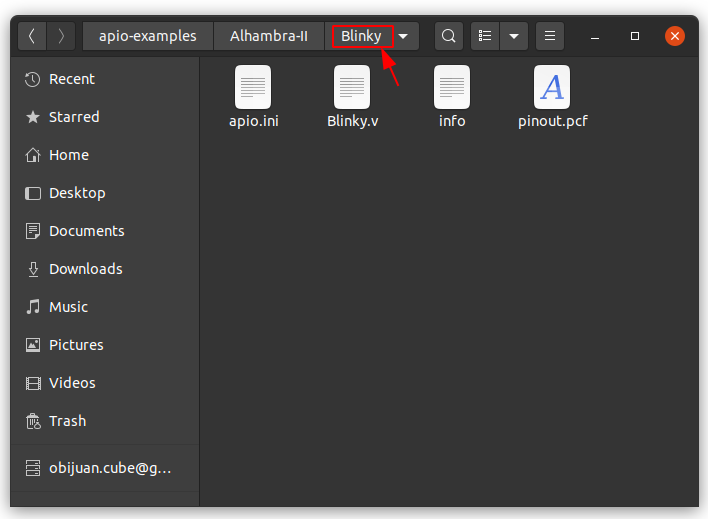 apio-examples Alhambra-II Blinky
Recent
Starred
Home
Desktop
Documents
Downloads
Music
Pictures
Videos
Trash
obijuan.cube@g...
apio.ini Blinky.v info pinout.pcf